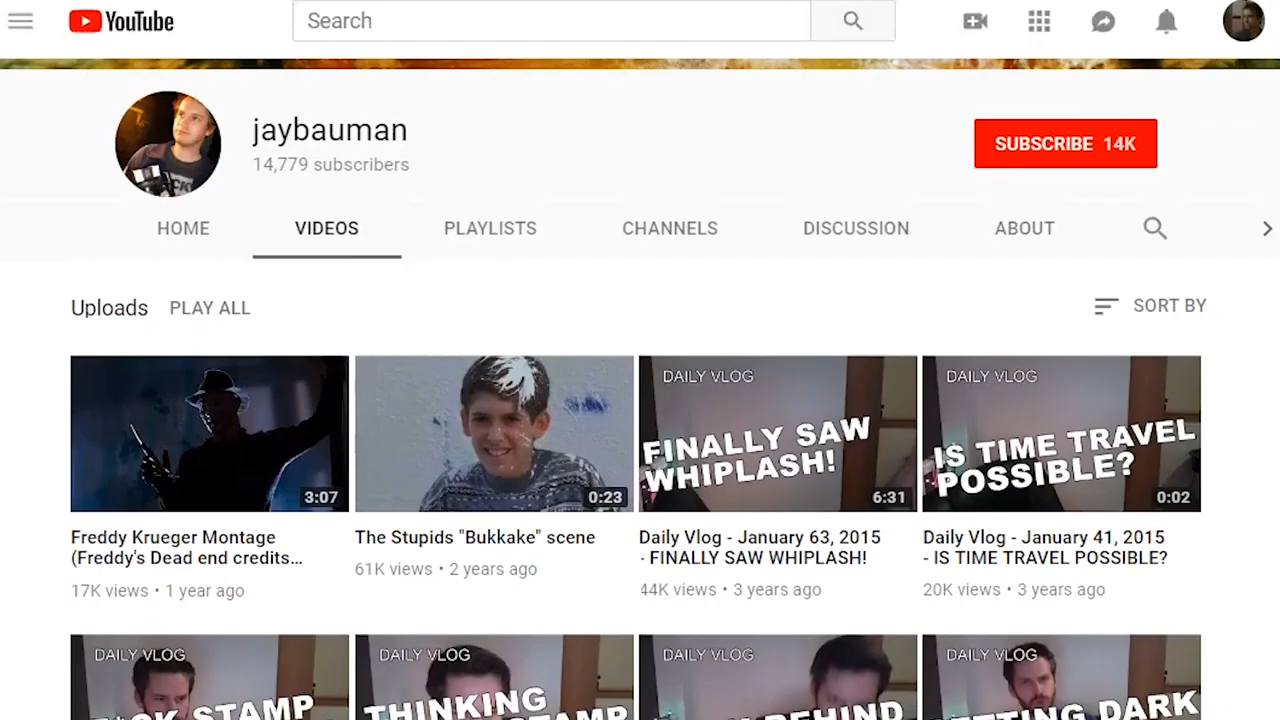 YouTube
Search
jaybauman
14,779 subscribers
SUBSCRIBE 14K
HOME
VIDEOS
PLAYLISTS
CHANNELS
DISCUSSION
ABOUT
Uploads
PLAY ALL
SORT BY
3:07
Freddy Krueger Montage
(Freddy's Dead end credits...
17K views • 1 year ago
0:23
The Stupids "Bukkake" scene
61K views • 2 years ago
DAILY VLOG
FINALLY SAW
WHIPLASH!
6:31
Daily Vlog - January 63, 2015
- FINALLY SAW WHIPLASH!
44K views • 3 years ago
DAILY VLOG
IS TIME TRAVEL
POSSIBLE?
0:02
Daily Vlog - January 41, 2015
- IS TIME TRAVEL POSSIBLE?
20K views • 3 years ago
DAILY VLOG
STAMP
DAILY VLOG
THINKING
STAMP
DAILY VLOG
BEHIND
DAILY VLOG
DARK